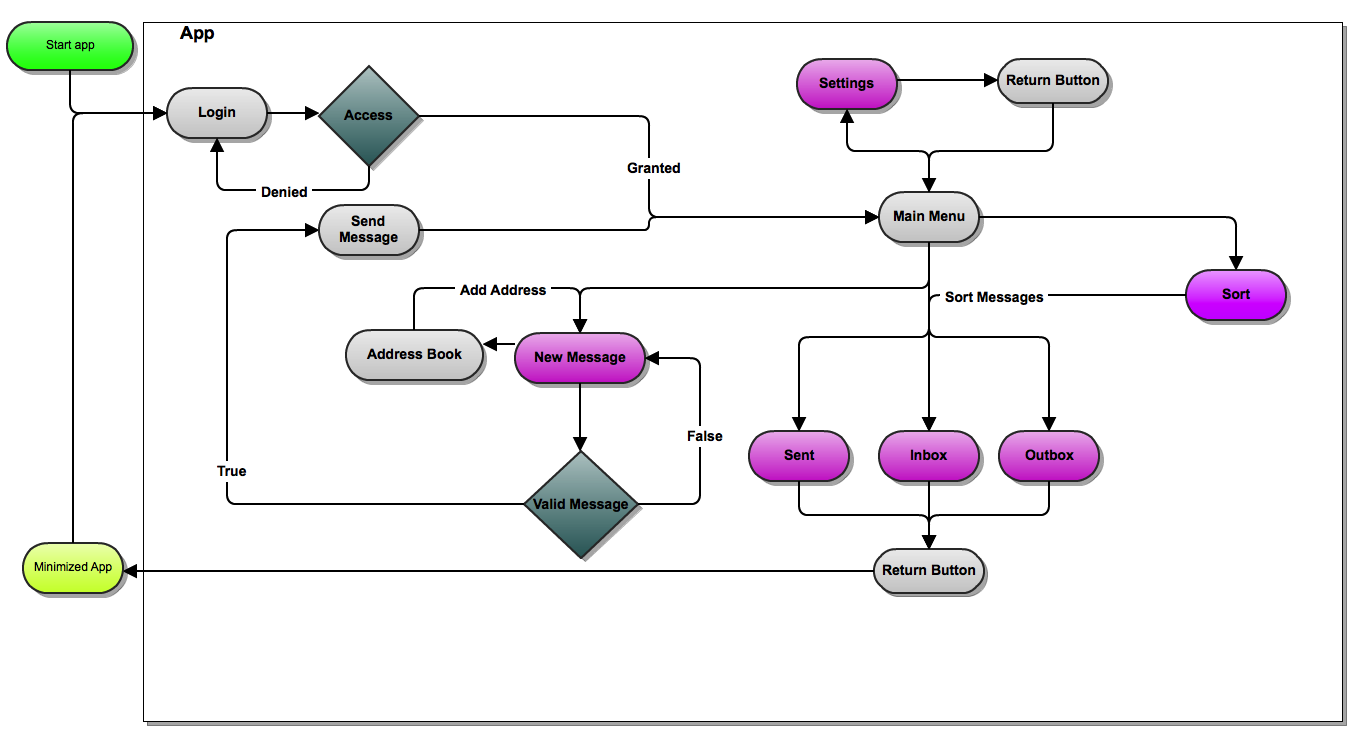 App
Start app
Settings
Return Button
Login
Access
Granted
Denied
Send
Message
Main Menu
Add Address
Sort Messages
Sort
Address Book
New Message
False
Sent
Inbox
Outbox
True
Valid Message
Minimized App
Return Button